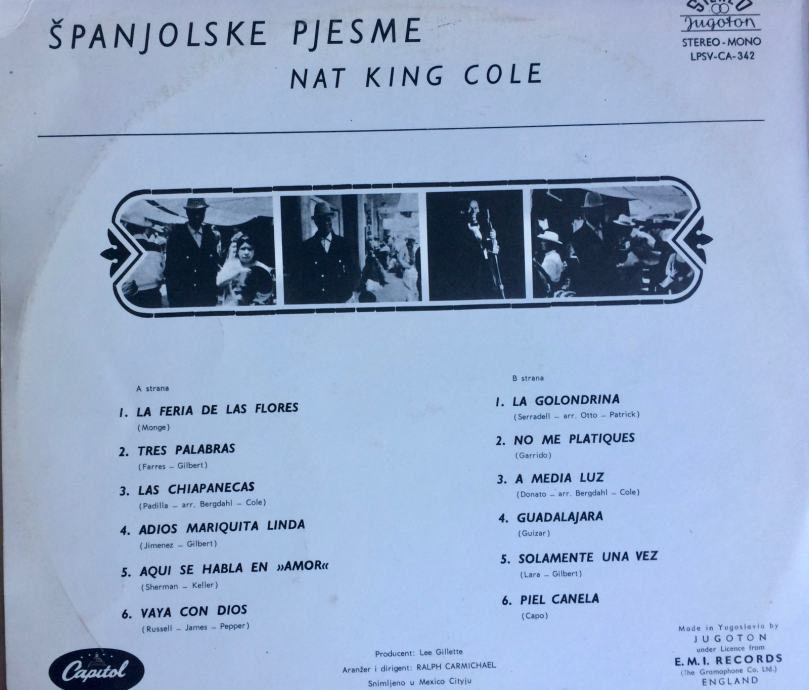 ŠPANJOLSKE PJESME
NAT KING COLE
STEREO
Jugoton
STEREO-MONO
LPSV-CA-342
A strana
1. LA FERIA DE LAS FLORES
(Monge)
2. TRES PALABRAS
(Farres – Gilbert)
3. LAS CHIAPANECAS
(Padilla – arr. Bergdahl – Cole)
4. ADIOS MARIQUITA LINDA
(Jimenez – Gilbert)
5. AQUI SE HABLA EN »AMOR«
(Sherman – Keller)
6. VAYA CON DIOS
(Russell – James – Pepper)
B strana
1. LA GOLONDRINA
(Serradell – arr. Otto – Patrick)
2. NO ME PLATIQUES
(Garrido)
3. A MEDIA LUZ
(Donato – arr. Bergdahl – Cole)
4. GUADALAJARA
(Guizar)
5. SOLAMENTE UNA VEZ
(Lara – Gilbert)
6. PIEL CANELA
(Capo)
Capitol
Producent: Lee Gillette
Aranžer i dirigent: RALPH CARMICHAEL
Snimljeno u Mexico Cityju
Made in Yugoslavia by
JUGOTON
under Licence from
E.M.I. RECORDS
(The Gramophone Co. Ltd.)
ENGLAND